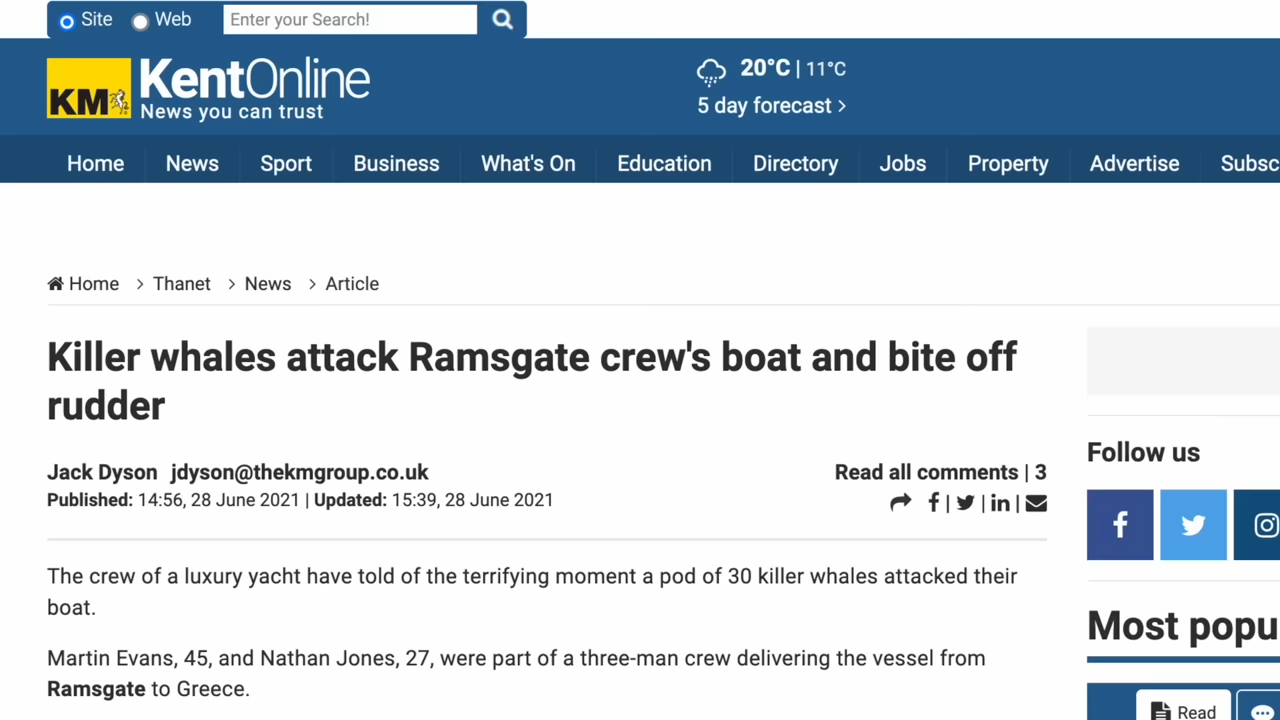 Site Web Enter your Search!
KM KentOnline
News you can trust
20°C | 11°C
5 day forecast >
Home News Sport Business What's On Education Directory Jobs Property Advertise Subsc
Home > Thanet > News > Article
Killer whales attack Ramsgate crew's boat and bite off
rudder
Jack Dyson jdyson@thekmgroup.co.uk
Read all comments | 3
Published: 14:56, 28 June 2021 | Updated: 15:39, 28 June 2021
The crew of a luxury yacht have told of the terrifying moment a pod of 30 killer whales attacked their
boat.
Martin Evans, 45, and Nathan Jones, 27, were part of a three-man crew delivering the vessel from
Ramsgate to Greece.
Follow us
Most popu
Read